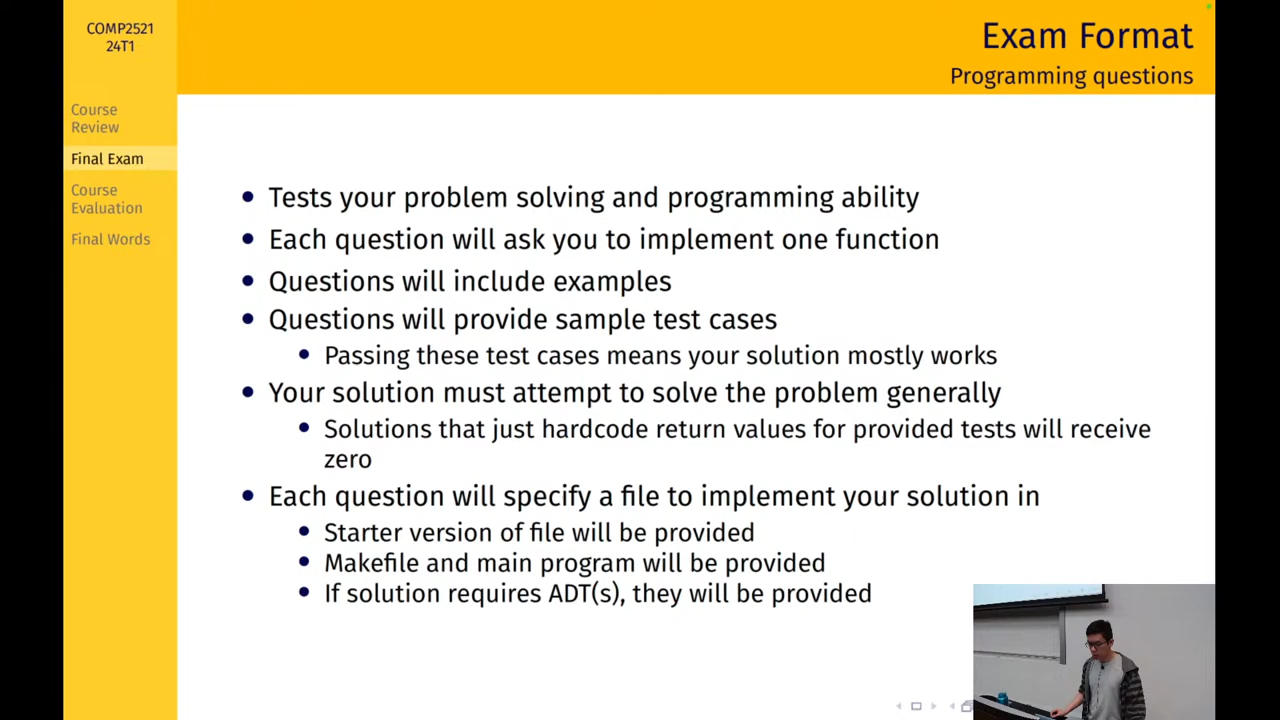 COMP2521
24T1
Course
Review
Final Exam
Course
Evaluation
Final Words
Exam Format
Programming questions
• Tests your problem solving and programming ability
• Each question will ask you to implement one function
• Questions will include examples
• Questions will provide sample test cases
• Passing these test cases means your solution mostly works
• Your solution must attempt to solve the problem generally
• Solutions that just hardcode return values for provided tests will receive
zero
• Each question will specify a file to implement your solution in
• Starter version of file will be provided
• Makefile and main program will be provided
• If solution requires ADT(s), they will be provided